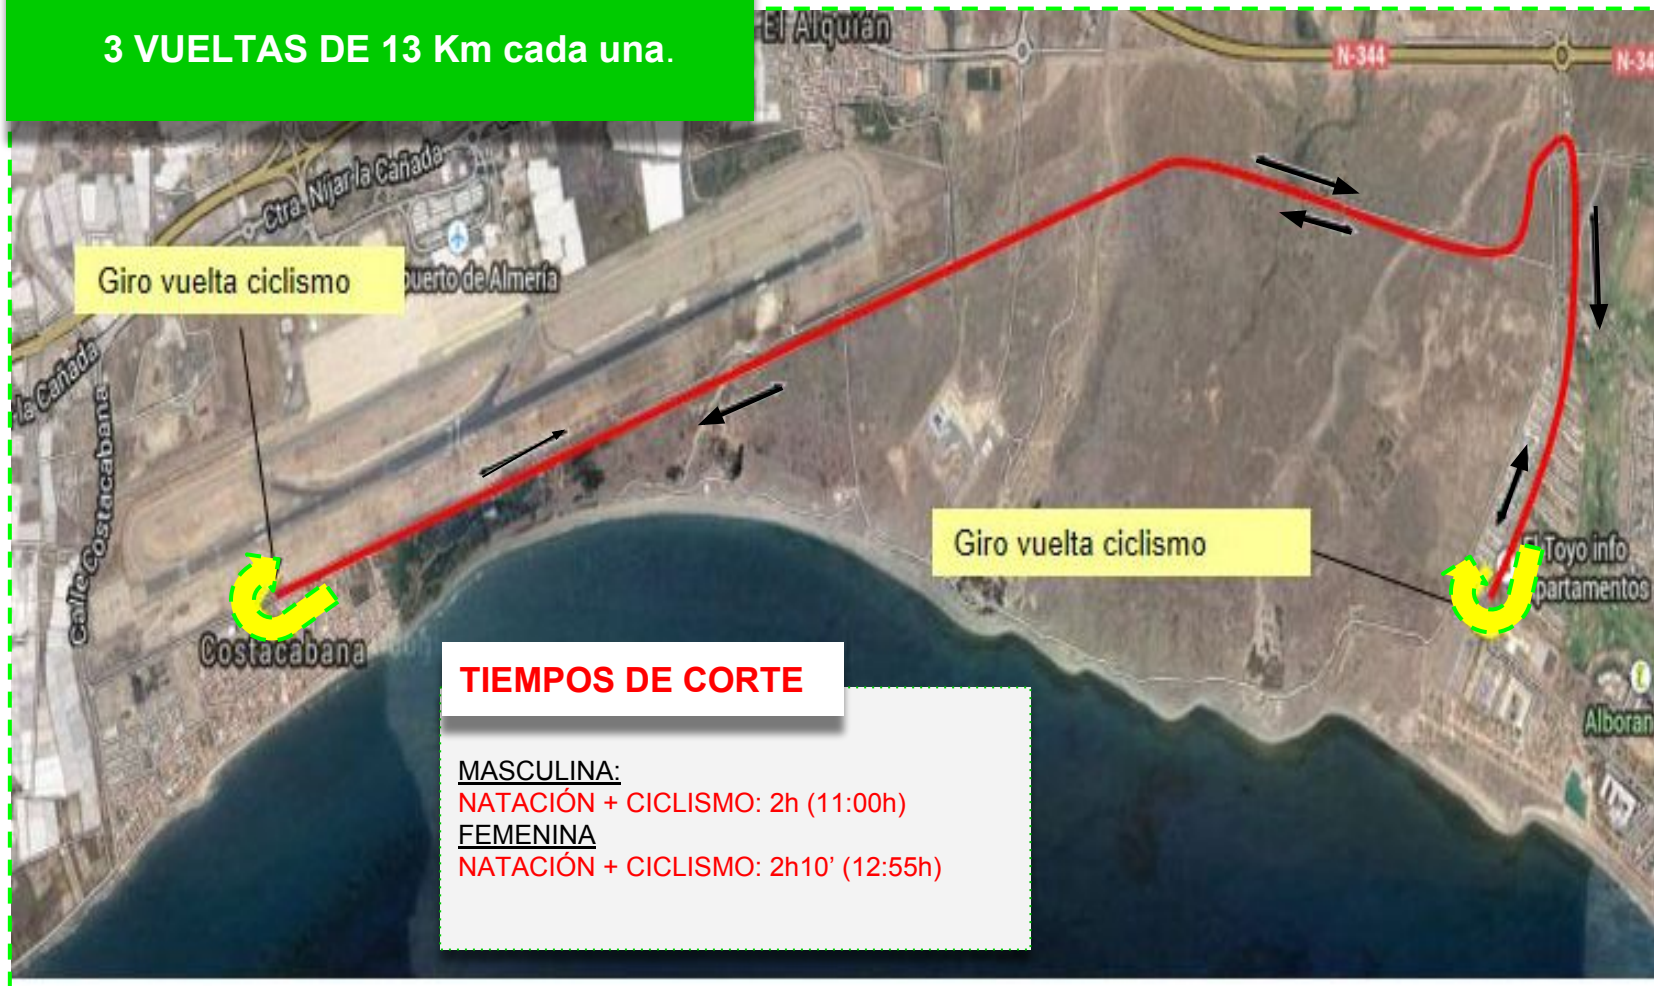 3 VUELTAS DE 13 Km cada una.
El Alquián
N-344
N-34
Ctra. Níjar la Cañada
Giro vuelta ciclismo
puerto de Almería
la Cañada
Calle Costacabana
Giro vuelta ciclismo
El Toyo info
partamentos
Costacabana
TIEMPOS DE CORTE
Alboran
MASCULINA:
NATACIÓN + CICLISMO: 2h (11:00h)
FEMENINA
NATACIÓN + CICLISMO: 2h10’ (12:55h)